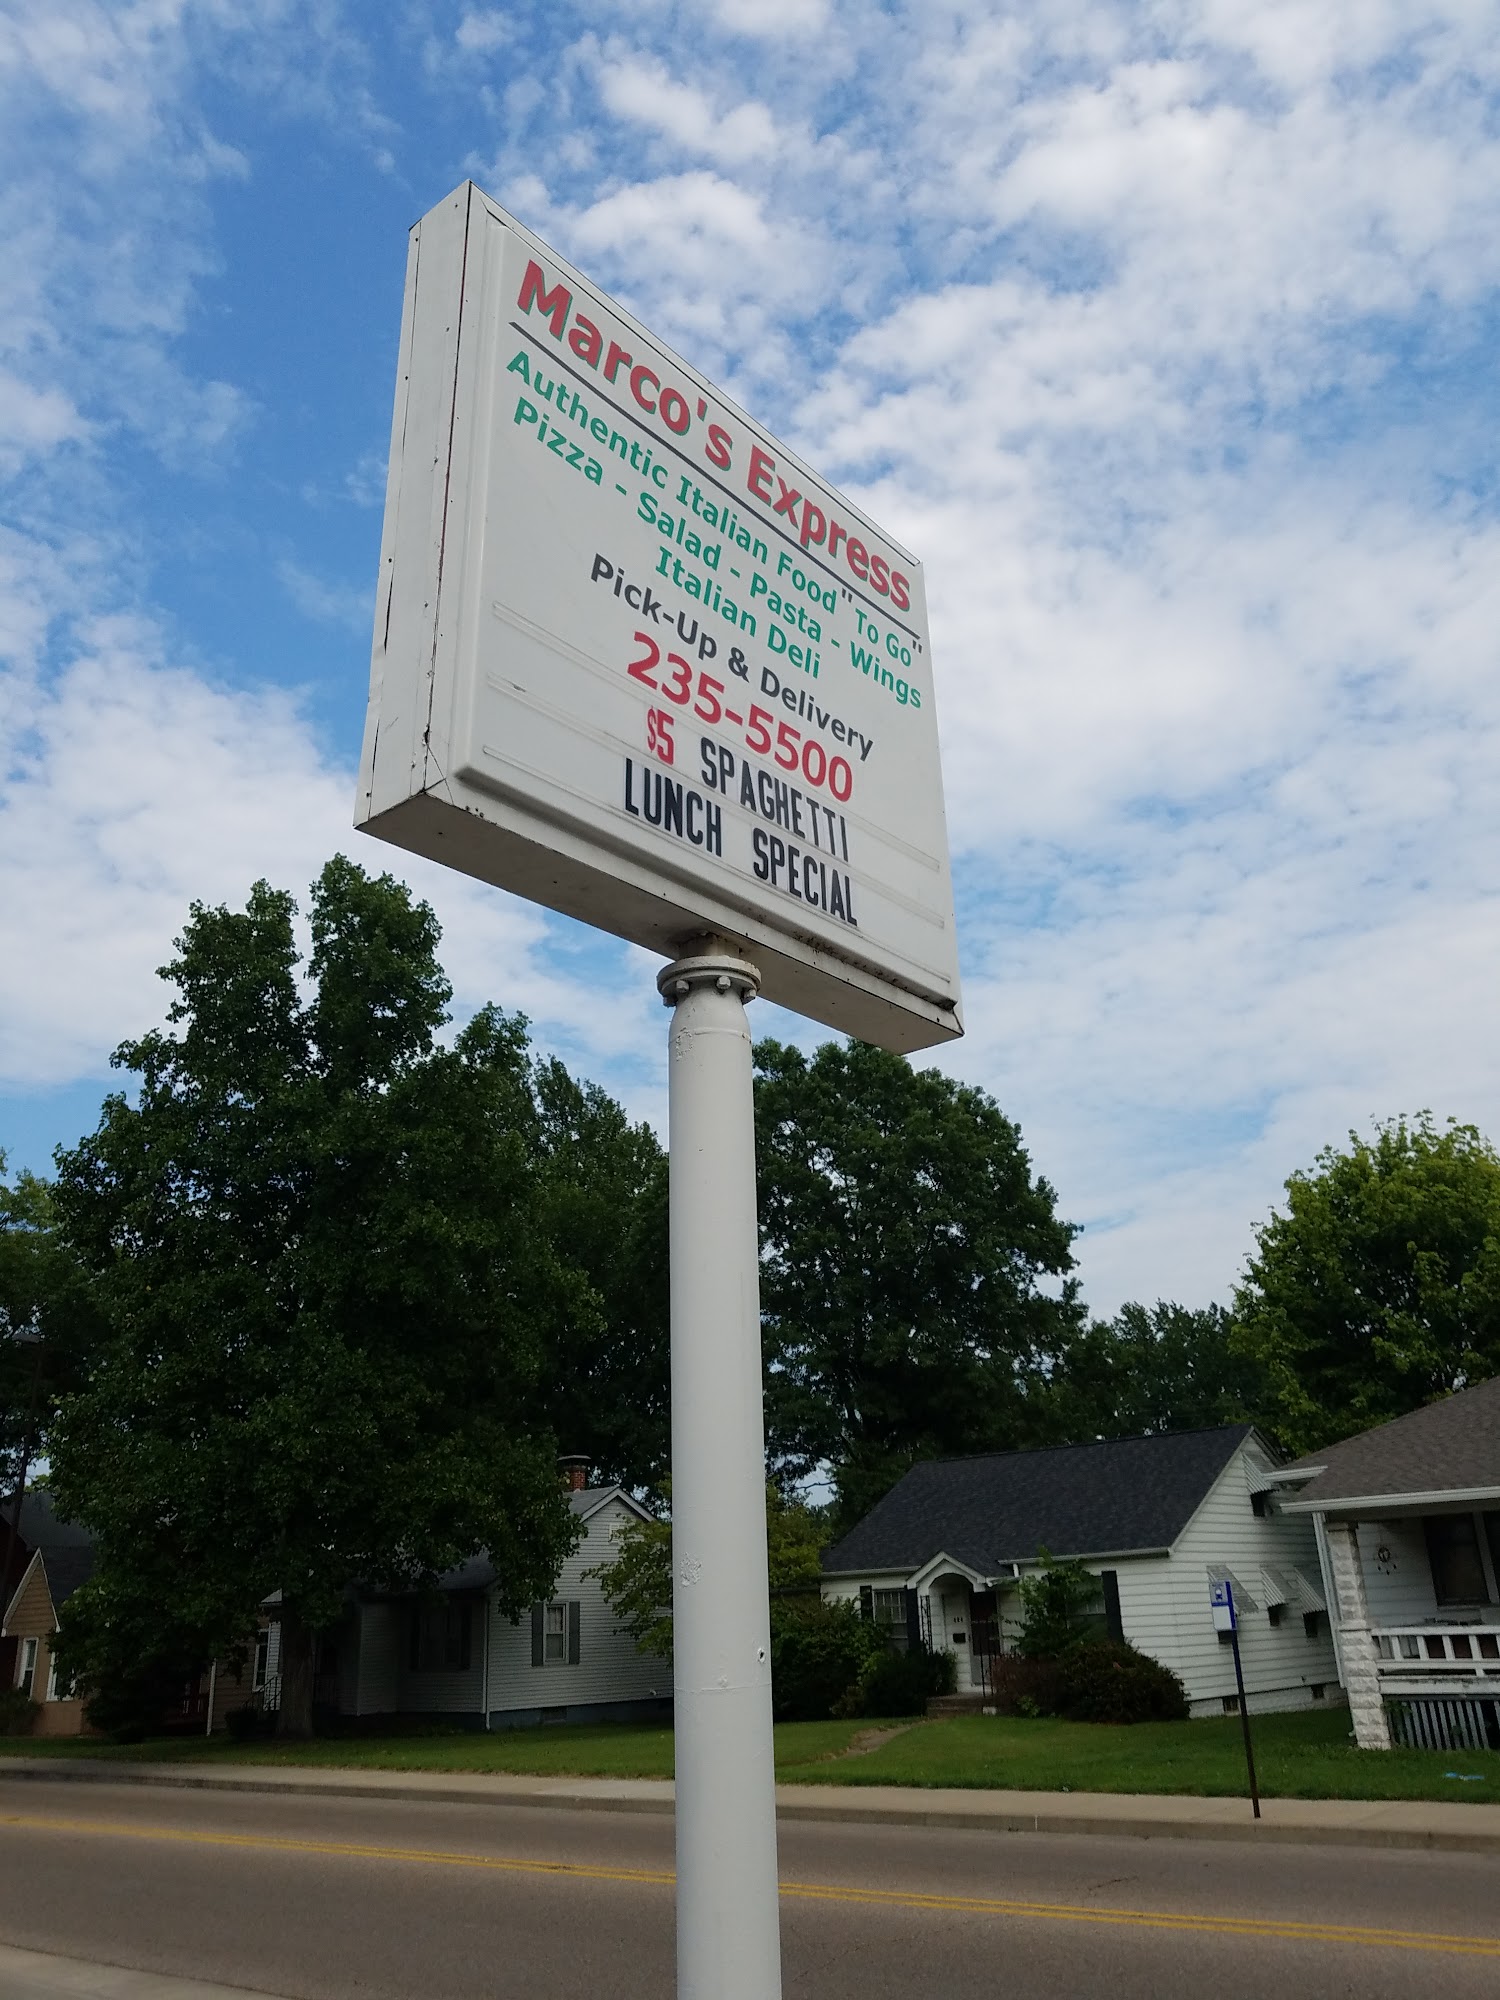 Marco's Express
Authentic Italian Food "To Go"
Pizza - Salad - Pasta - Wings
Italian Deli
Pick-Up & Delivery
235-5500
$5 SPAGHETTI
LUNCH SPECIAL